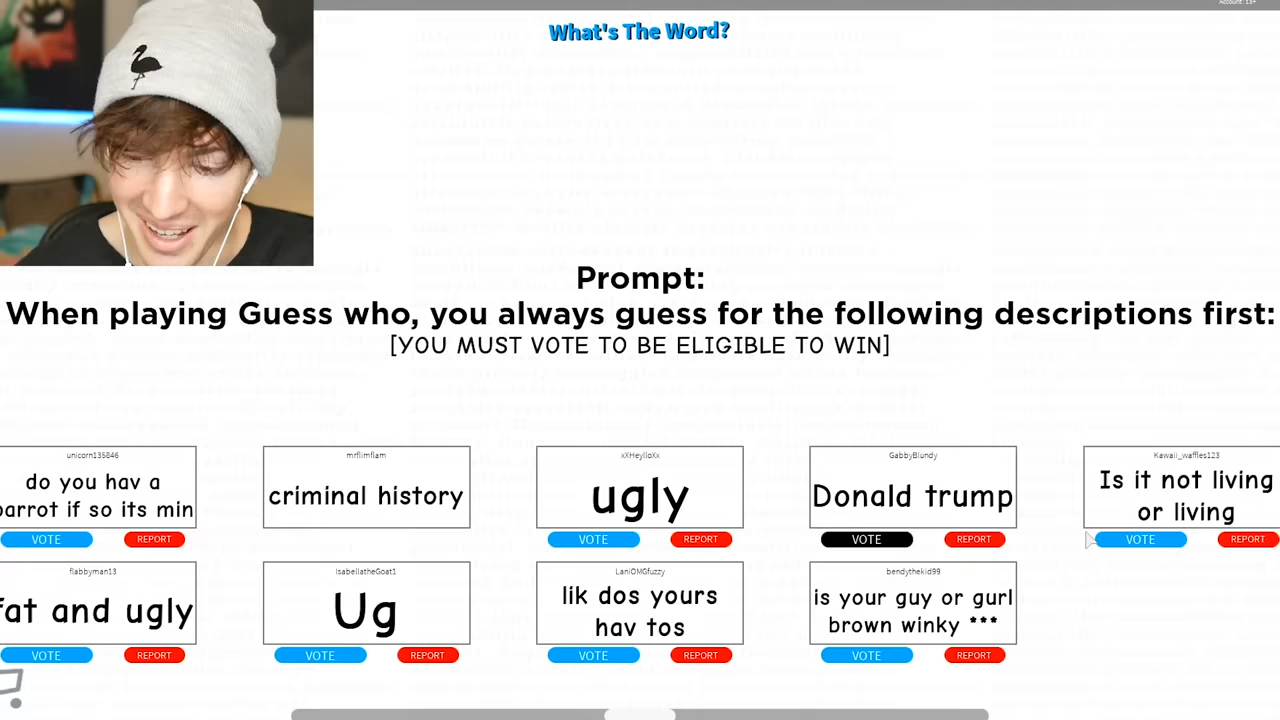 Account: 13+
What's The Word?
Prompt:
When playing Guess who, you always guess for the following descriptions first:
[YOU MUST VOTE TO BE ELIGIBLE TO WIN]
unicorn135846
do you hav a
parrot if so its min
VOTE REPORT
mrflimflam
criminal history
xXHeylloXx
ugly
VOTE REPORT
GabbyBlundy
Donald trump
VOTE REPORT
Kawaii_waffles123
Is it not living
or living
VOTE REPORT
flabbyman13
fat and ugly
VOTE REPORT
IsabellatheGoat1
Ug
VOTE REPORT
LaniOMGfuzzy
lik dos yours
hav tos
VOTE REPORT
bendythekid99
is your guy or gurl
brown winky ***
VOTE REPORT